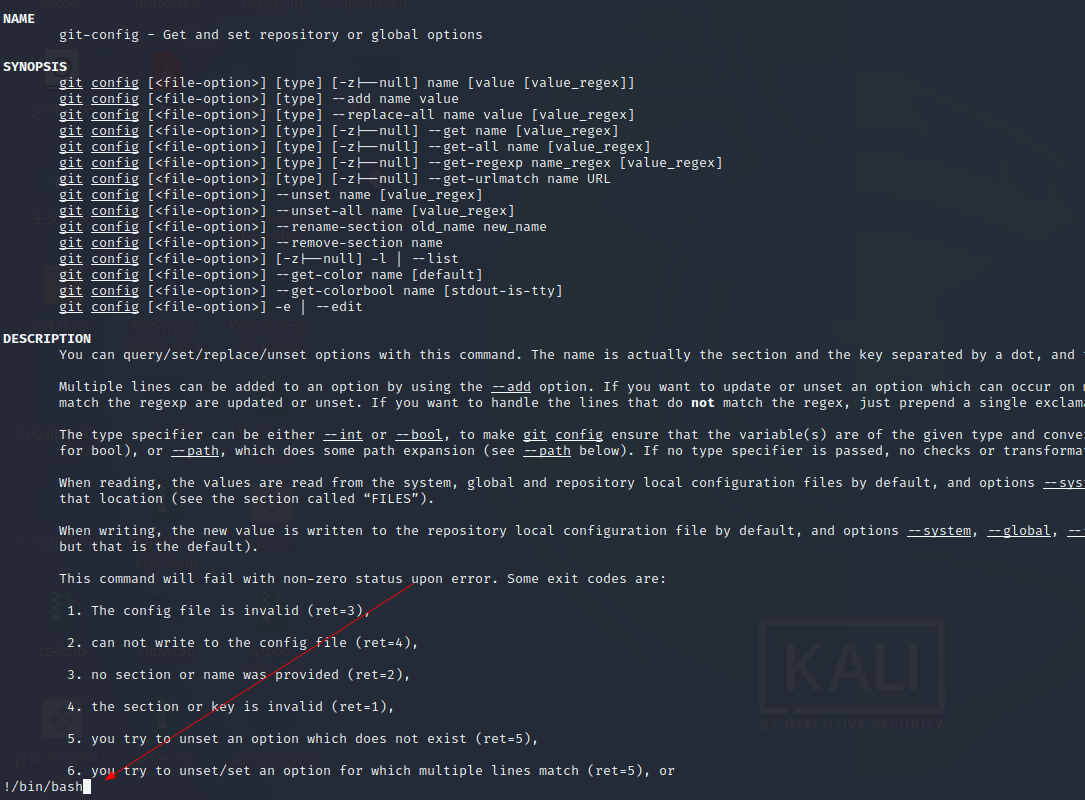 NAME
git-config - Get and set repository or global options
SYNOPSIS
git config [<file-option>] [type] [-z|--null] name [value [value_regex]]
git config [<file-option>] [type] --add name value
git config [<file-option>] [type] --replace-all name value [value_regex]
git config [<file-option>] [type] [-z|--null] --get name [value_regex]
git config [<file-option>] [type] [-z|--null] --get-all name [value_regex]
git config [<file-option>] [type] [-z|--null] --get-regexp name_regex [value_regex]
git config [<file-option>] [type] [-z|--null] --get-urlmatch name URL
git config [<file-option>] --unset name [value_regex]
git config [<file-option>] --unset-all name [value_regex]
git config [<file-option>] --rename-section old_name new_name
git config [<file-option>] --remove-section name
git config [<file-option>] [-z|--null] -l | --list
git config [<file-option>] --get-color name [default]
git config [<file-option>] --get-colorbool name [stdout-is-tty]
git config [<file-option>] -e | --edit
DESCRIPTION
You can query/set/replace/unset options with this command. The name is actually the section and the key separated by a dot, and
Multiple lines can be added to an option by using the --add option. If you want to update or unset an option which can occur on
match the regexp are updated or unset. If you want to handle the lines that do not match the regex, just prepend a single exclama
The type specifier can be either --int or --bool, to make git config ensure that the variable(s) are of the given type and conve
for bool), or --path, which does some path expansion (see --path below). If no type specifier is passed, no checks or transforma
When reading, the values are read from the system, global and repository local configuration files by default, and options --sys
that location (see the section called “FILES”).
When writing, the new value is written to the repository local configuration file by default, and options --system, --global, --
but that is the default).
This command will fail with non-zero status upon error. Some exit codes are:
1. The config file is invalid (ret=3),
2. can not write to the config file (ret=4),
3. no section or name was provided (ret=2),
4. the section or key is invalid (ret=1),
5. you try to unset an option which does not exist (ret=5),
6. you try to unset/set an option for which multiple lines match (ret=5), or
!/bin/bash
KALI
BY OFFENSIVE SECURITY